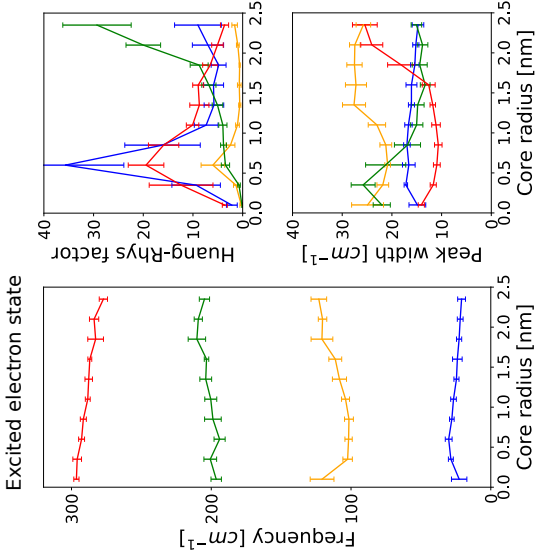 Excited electron state
Frequency [cm⁻¹]
300
200
100
0
0.0 0.5 1.0 1.5 2.0 2.5
Core radius [nm]
Huang-Rhys factor
40
30
20
10
0
0.0 0.5 1.0 1.5 2.0 2.5
Peak width [cm⁻¹]
40
20
0
0.0 0.5 1.0 1.5 2.0 2.5
Core radius [nm]